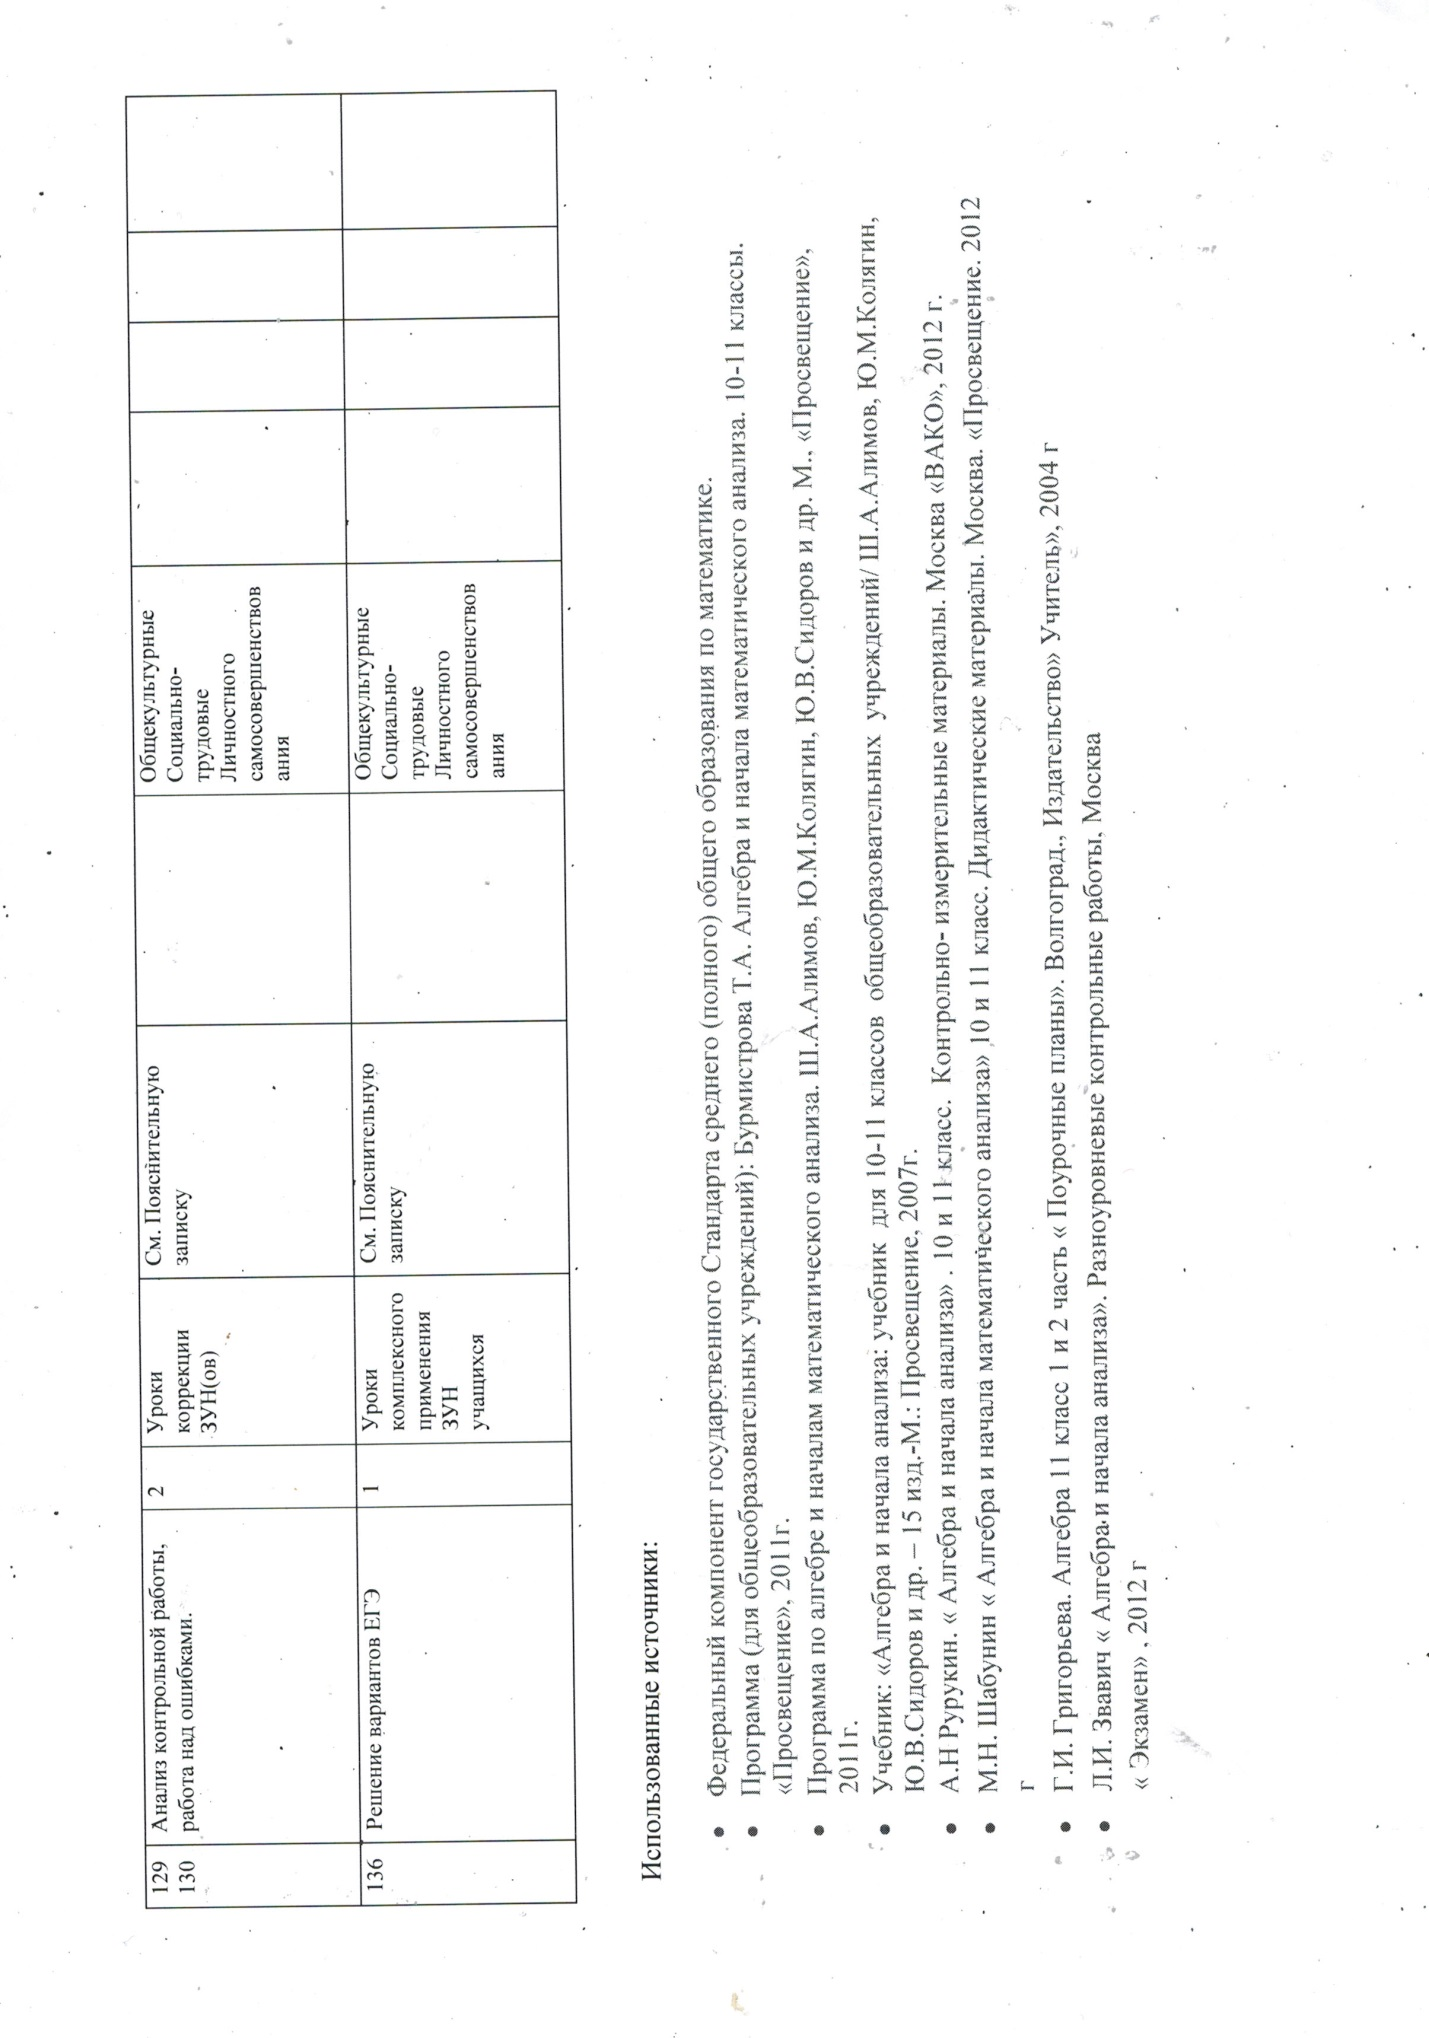 129
130
Анализ контрольной работы,
работа над ошибками.
2
Уроки
коррекции
ЗУН(ов)
См. Пояснительную
записку
Общекультурные
Социально-
трудовые
Личностного
самосовершенствов
ания
136
Решение вариантов ЕГЭ
1
Уроки
комплексного
применения
ЗУН
учащихся
См. Пояснительную
записку
Общекультурные
Социально-
трудовые
Личностного
самосовершенствов
ания
Использованные источники:
• Федеральный компонент государственного Стандарта среднего (полного) общего образования по математике.
• Программа (для общеобразовательных учреждений): Бурмистрова Т.А. Алгебра и начала математического анализа. 10-11 классы.
«Просвещение», 2011г.
• Программа по алгебре и началам математического анализа. Ш.А.Алимов, Ю.М.Колягин, Ю.В.Сидоров и др. М., «Просвещение»,
2011г.
• Учебник: «Алгебра и начала анализа: учебник для 10-11 классов общеобразовательных учреждений/ Ш.А.Алимов, Ю.М.Колягин,
Ю.В.Сидоров и др. – 15 изд.-М.: Просвещение, 2007г.
• А.Н Рурукин. « Алгебра и начала анализа» . 10 и 11 класс. Контрольно- измерительные материалы. Москва «ВАКО», 2012 г.
• М.Н. Шабунин « Алгебра и начала математического анализа» ,10 и 11 класс. Дидактические материалы. Москва. «Просвещение. 2012
г
• Г.И. Григорьева. Алгебра 11 класс 1 и 2 часть « Поурочные планы». Волгоград., Издательство» Учитель», 2004 г
• Л.И. Звавич « Алгебра и начала анализа». Разноуровневые контрольные работы, Москва
« Экзамен» , 2012 г